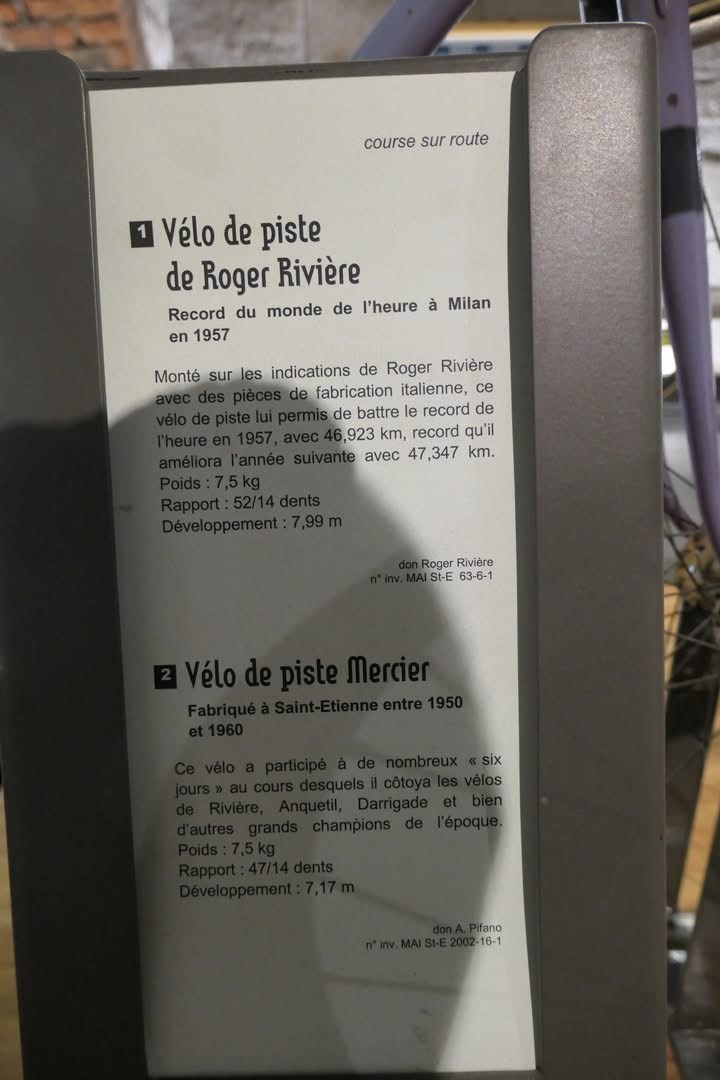 course sur route
1 Vélo de piste
de Roger Rivière
Record du monde de l'heure à Milan
en 1957
Monté sur les indications de Roger Rivière
avec des pièces de fabrication italienne, ce
vélo de piste lui permis de battre le record de
l'heure en 1957, avec 46,923 km, record qu'il
améliora l'année suivante avec 47,347 km.
Poids : 7,5 kg
Rapport : 52/14 dents
Développement : 7,99 m
don Roger Rivière
n° inv. MAI St-E 63-6-1
2 Vélo de piste Mercier
Fabriqué à Saint-Etienne entre 1950
et 1960
Ce vélo a participé à de nombreux « six
jours » au cours desquels il côtoya les vélos
de Rivière, Anquetil, Darrigade et bien
d'autres grands champions de l'époque.
Poids : 7,5 kg
Rapport : 47/14 dents
Développement : 7,17 m
don A. Pifano
n° inv. MAI St-E 2002-16-1